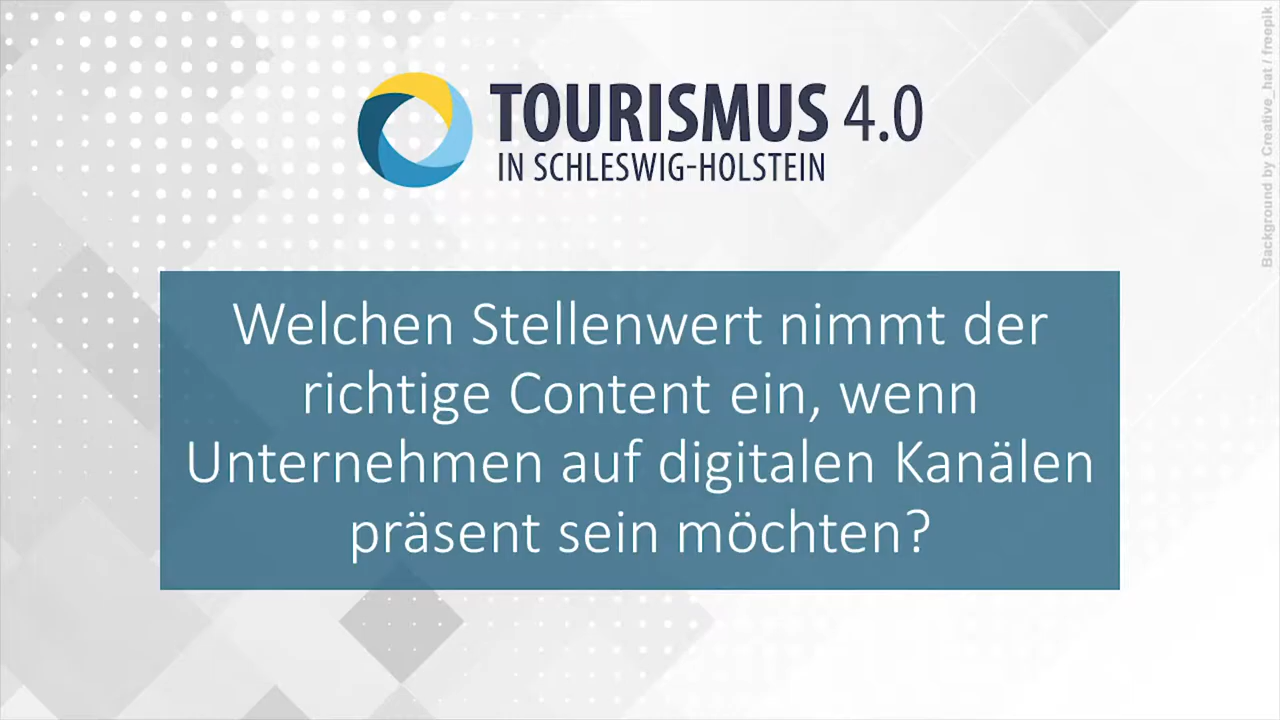 TOURISMUS 4.0
IN SCHLESWIG-HOLSTEIN
Welchen Stellenwert nimmt der
richtige Content ein, wenn
Unternehmen auf digitalen Kanälen
präsent sein möchten?
Background by Creative_hat / freepik